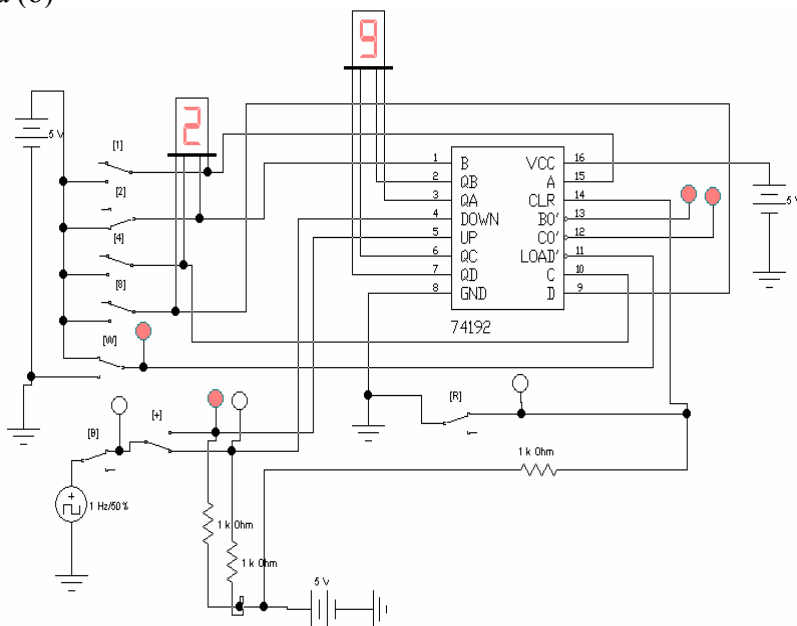 a (6)
9
5 V
2
[1]
[2]
[4]
[8]
[W]
1 B VCC 16
2 QB A 15
3 QA CLR 14
4 DOWN BO' 13
5 UP CO' 12
6 QC LOAD' 11
7 QD C 10
8 GND D 9
74192
5 V
[+]
[R]
[B]
1 k Ohm
1 Hz/50%
1 k Ohm
1 k Ohm
5 V